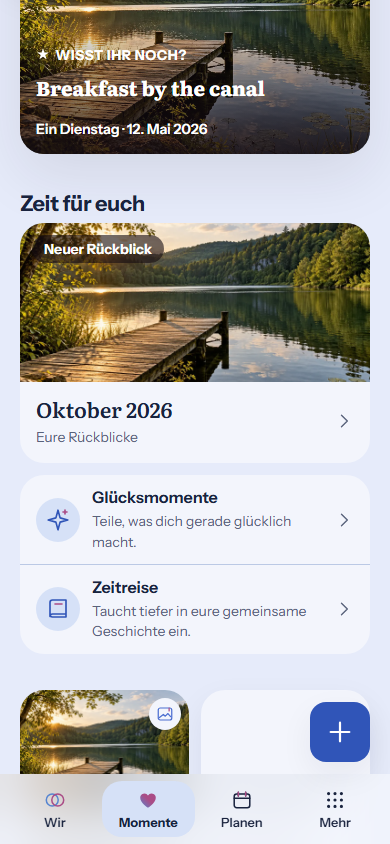 ★ WISST IHR NOCH?
Breakfast by the canal
Ein Dienstag · 12. Mai 2026
Zeit für euch
Neuer Rückblick
Oktober 2026
Eure Rückblicke
Glücksmomente
Teile, was dich gerade glücklich
macht.
Zeitreise
Taucht tiefer in eure gemeinsame
Geschichte ein.
Wir
Momente
Planen
Mehr